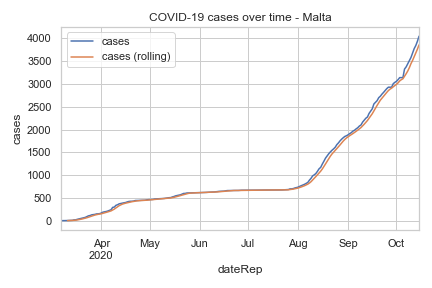 COVID-19 cases over time - Malta
cases
cases (rolling)
4000
3500
3000
2500
2000
1500
1000
500
0
cases
Apr May Jun Jul Aug Sep Oct
2020
dateRep